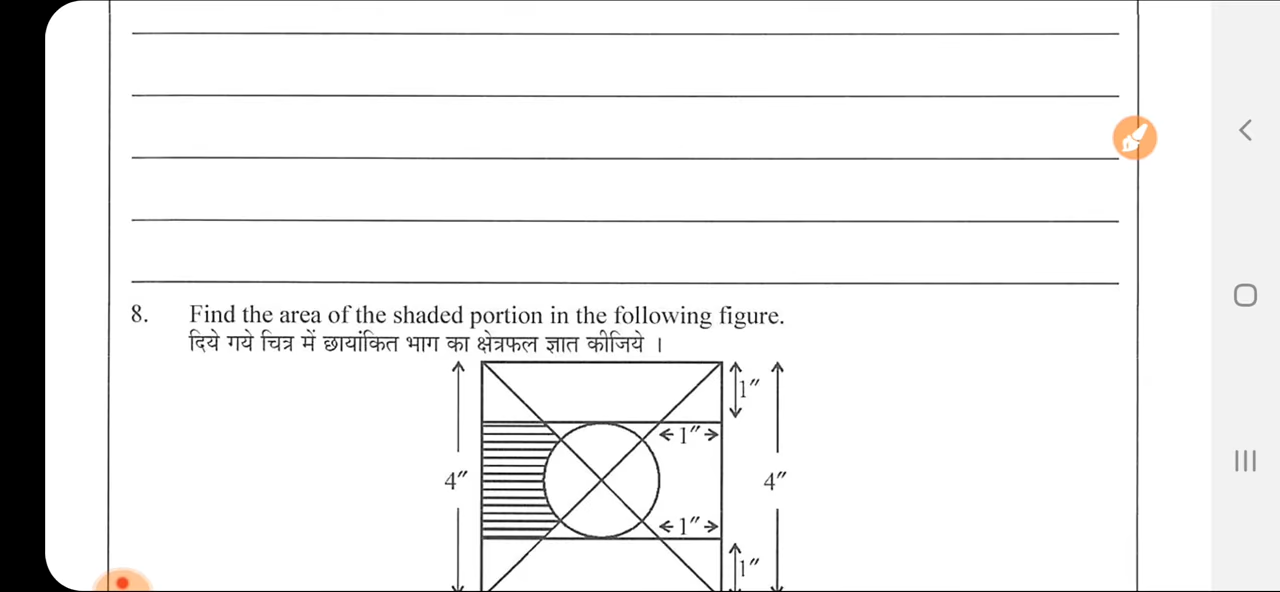 8. Find the area of the shaded portion in the following figure.
दिये गये चित्र में छायांकित भाग का क्षेत्रफल ज्ञात कीजिये ।
1″
1″
4″ 4″
1″
1″